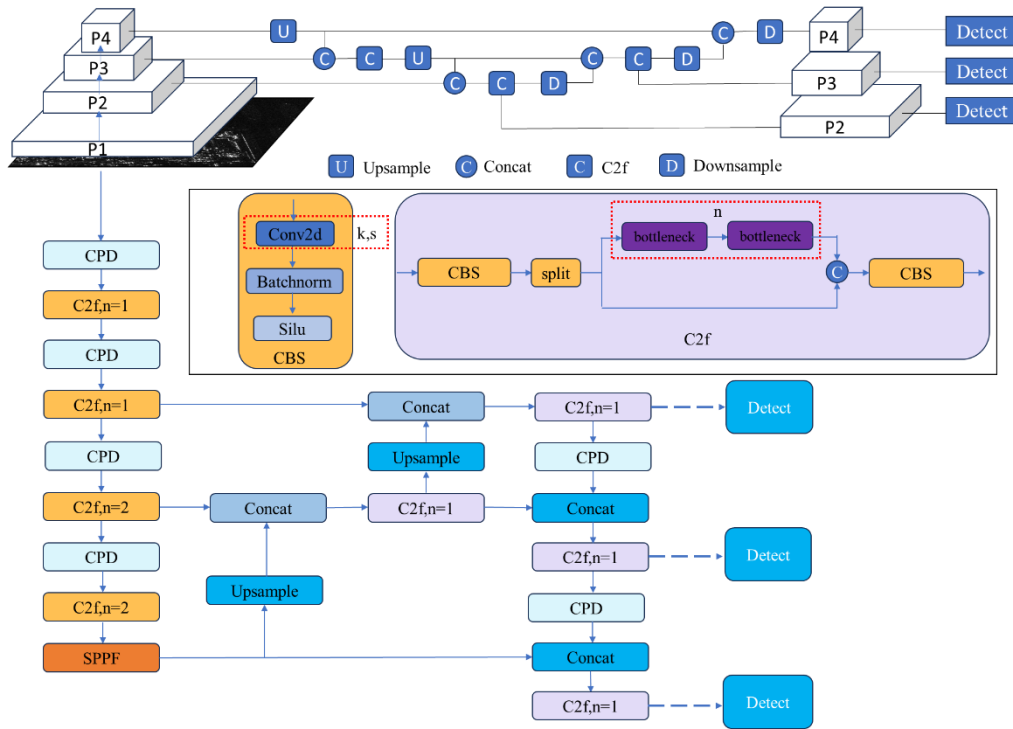 P4
U
C
D
P4
Detect
P3
C
C
U
C
C
D
P3
Detect
P2
C
C
D
P2
Detect
P1
U Upsample
C Concat
C C2f
D Downsample
Conv2d
k,s
Batchnorm
Silu
CBS
n
bottleneck
bottleneck
CBS
split
C
CBS
C2f
CPD
C2f,n=1
CPD
C2f,n=1
CPD
C2f,n=2
CPD
C2f,n=2
SPPF
Concat
Upsample
Concat
Upsample
C2f,n=1
C2f,n=1
CPD
Concat
C2f,n=1
CPD
Concat
C2f,n=1
Detect
Detect
Detect